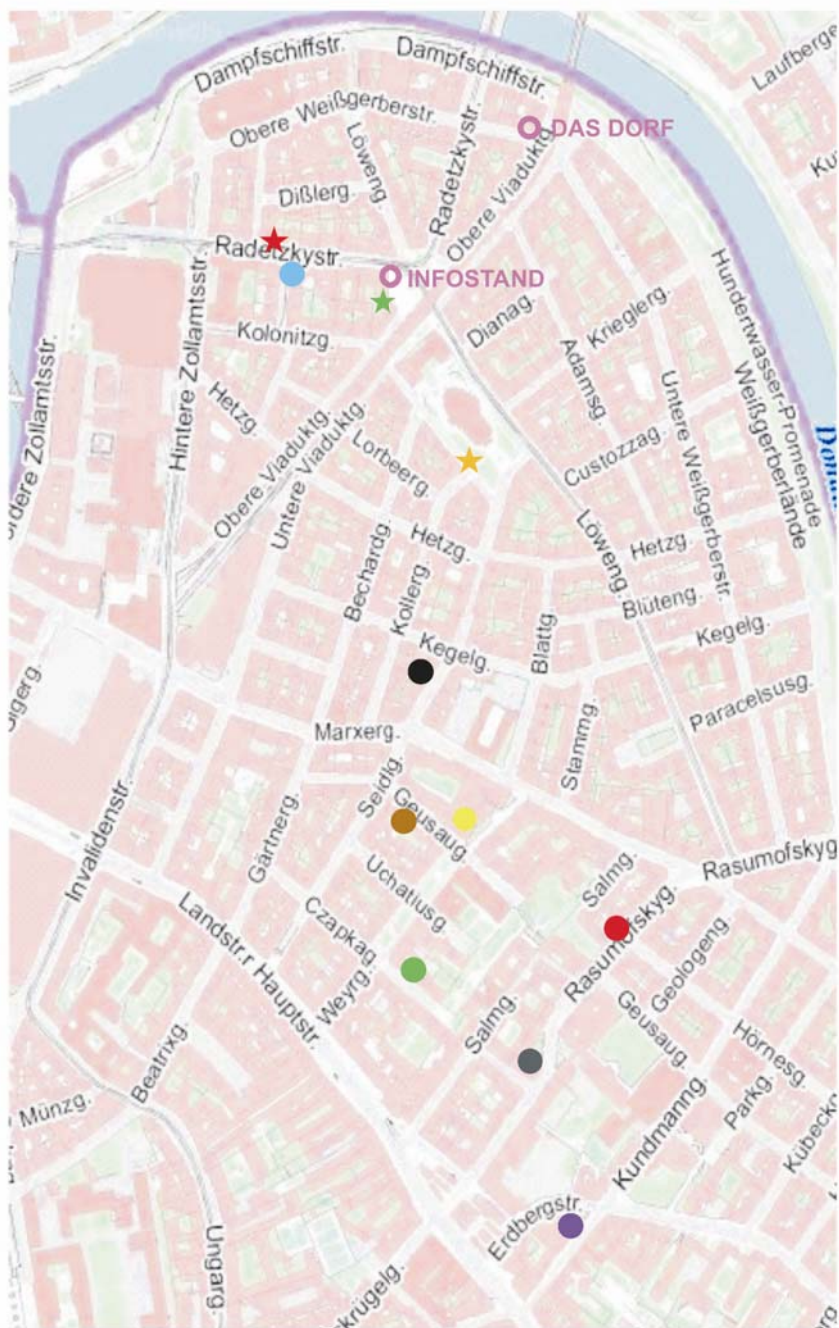 Dampfschiffstr.
Dampfschiffstr.
Laufberge
Obere Weißgerberstr.
DAS DORF
Löweng.
Radetzkystr.
Obere Viaduktg.
Dißlerg.
Radetzkystr.
INFOSTAND
Hundertwasser-Promenade
Kolonitzg.
Dianag.
Krieglerg.
Adamsg.
Hintere Zollamtsstr.
Hetzg.
Untere Weißgerberstr.
Weißgerberlände
Obere Viaduktg.
Untere Viaduktg.
Lorbeerg.
Custozzag.
Hetzg.
Löweng.
Hetzg.
Bechardg.
Kollerg.
Blüteng.
Kegelg.
Kegelg.
Blattg.
Paracelsusg.
Stammg.
Marxerg.
Seidlg.
Geusaug.
Invalidenstr.
Gärtnerg.
Uchatiusg.
Salmg.
Rasumofskyg.
Landstr.r Hauptstr.
Czapkag.
Rasumofskyg.
Geologeng.
Weyrg.
Salmg.
Geusaug.
Hörnesg.
Beatrixg.
Münzg.
Kundmanng.
Parkg.
Erdbergstr.
Ungarg.